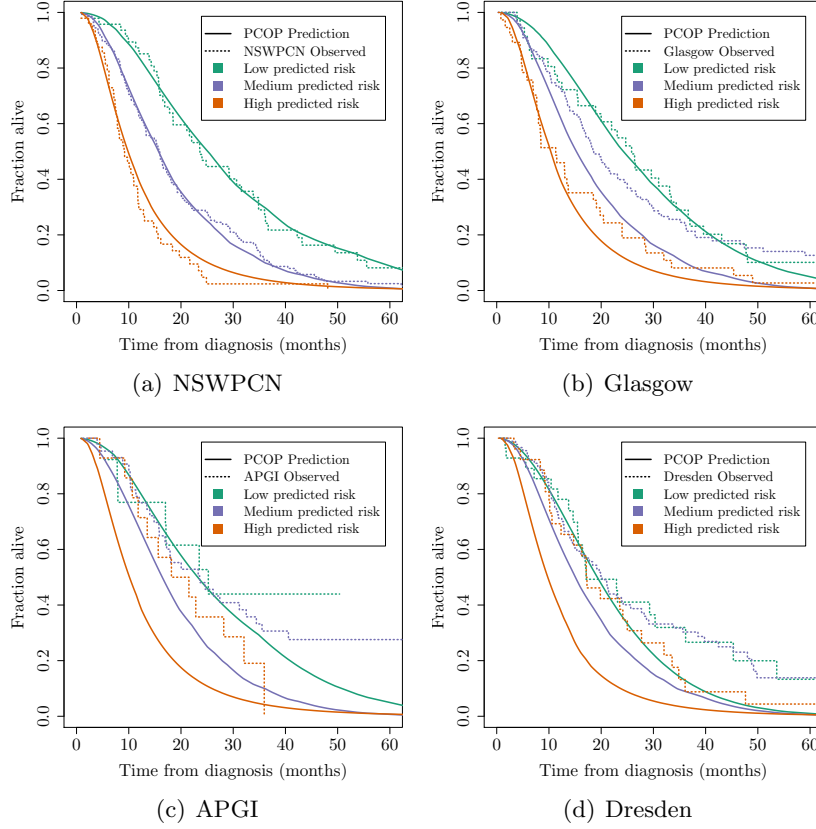 PCOP Prediction
NSWPCN Observed
Low predicted risk
Medium predicted risk
High predicted risk
Fraction alive
0.0 0.2 0.4 0.6 0.8 1.0
0 10 20 30 40 50 60
Time from diagnosis (months)
(a) NSWPCN
PCOP Prediction
Glasgow Observed
Low predicted risk
Medium predicted risk
High predicted risk
Fraction alive
0.0 0.2 0.4 0.6 0.8 1.0
0 10 20 30 40 50 60
Time from diagnosis (months)
(b) Glasgow
PCOP Prediction
APGI Observed
Low predicted risk
Medium predicted risk
High predicted risk
Fraction alive
0.0 0.2 0.4 0.6 0.8 1.0
0 10 20 30 40 50 60
Time from diagnosis (months)
(c) APGI
PCOP Prediction
Dresden Observed
Low predicted risk
Medium predicted risk
High predicted risk
Fraction alive
0.0 0.2 0.4 0.6 0.8 1.0
0 10 20 30 40 50 60
Time from diagnosis (months)
(d) Dresden